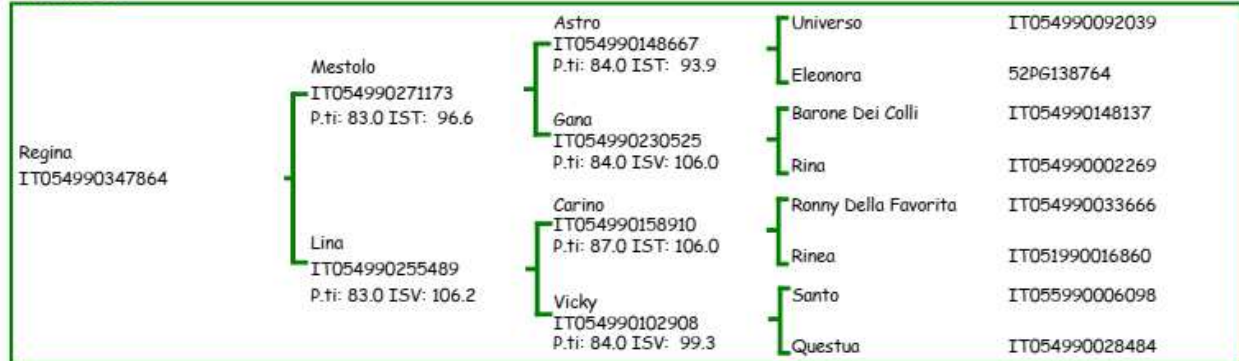 Regina
IT054990347864
Mestolo
IT054990271173
P.ti: 83.0 IST: 96.6
Lina
IT054990255489
P.ti: 83.0 ISV: 106.2
Astro
IT054990148667
P.ti: 84.0 IST: 93.9
Gana
IT054990230525
P.ti: 84.0 ISV: 106.0
Carino
IT054990158910
P.ti: 87.0 IST: 106.0
Vicky
IT054990102908
P.ti: 84.0 ISV: 99.3
Universo IT054990092039
Eleonora 52PG138764
Barone Dei Colli IT054990148137
Rina IT054990002269
Ronny Della Favorita IT054990033666
Rinea IT051990016860
Santo IT055990006098
Questua IT054990028484